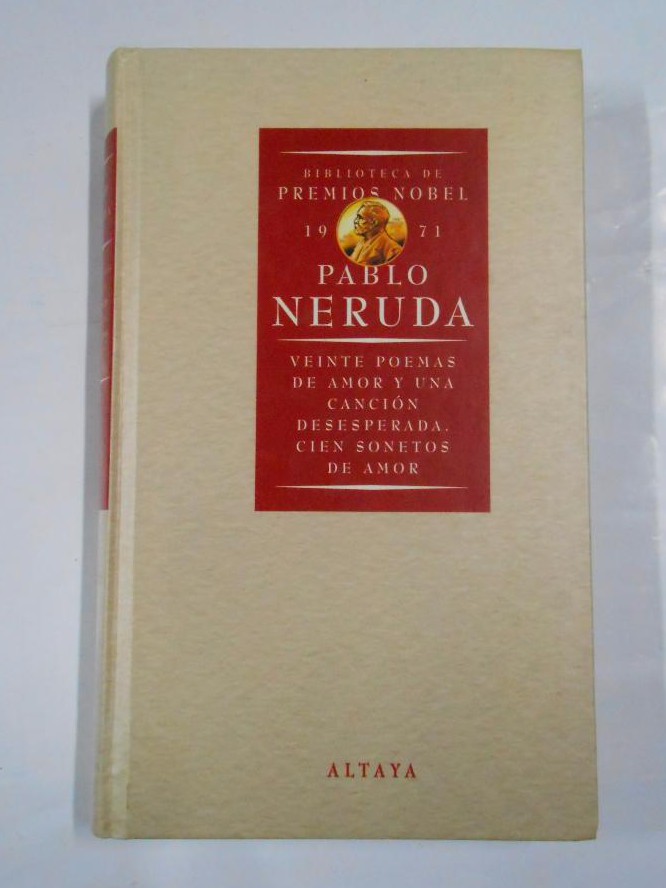 BIBLIOTECA DE
PREMIOS NOBEL
19 71
PABLO
NERUDA
VEINTE POEMAS
DE AMOR Y UNA
CANCIÓN
DESESPERADA.
CIEN SONETOS
DE AMOR
ALTAYA